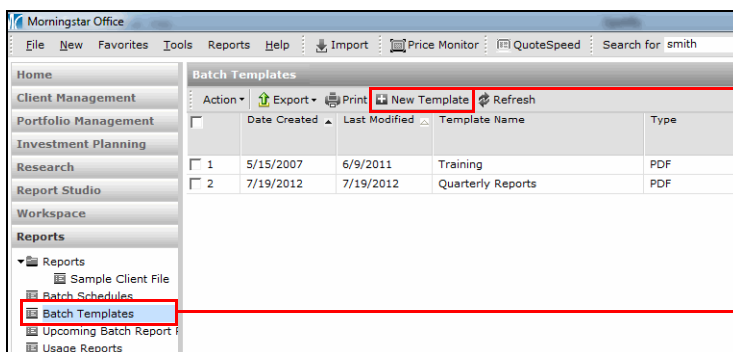 Morningstar Office
File New Favorites Tools Reports Help Import Price Monitor QuoteSpeed Search for smith
Home
Client Management
Portfolio Management
Investment Planning
Research
Report Studio
Workspace
Reports
Reports
Sample Client File
Batch Schedules
Batch Templates
Upcoming Batch Report
Usage Reports
Batch Templates
Action Export Print New Template Refresh
Date Created Last Modified Template Name Type
1 5/15/2007 6/9/2011 Training PDF
2 7/19/2012 7/19/2012 Quarterly Reports PDF